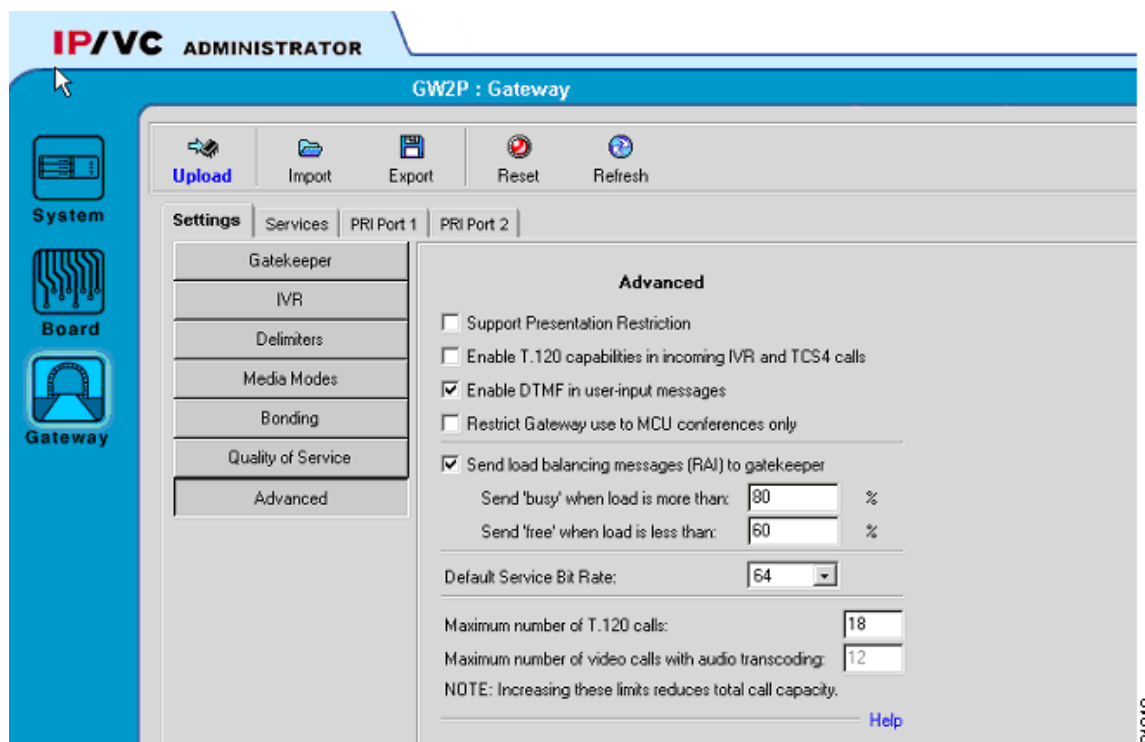 IP/VC ADMINISTRATOR
GW2P : Gateway
System
Board
Gateway
Upload
Import
Export
Reset
Refresh
Settings
Services
PRI Port 1
PRI Port 2
Gatekeeper
IVR
Delimiters
Media Modes
Bonding
Quality of Service
Advanced
Advanced
Support Presentation Restriction
Enable T.120 capabilities in incoming IVR and TCS4 calls
Enable DTMF in user-input messages
Restrict Gateway use to MCU conferences only
Send load balancing messages (RAI) to gatekeeper
Send 'busy' when load is more than: 80 %
Send 'free' when load is less than: 60 %
Default Service Bit Rate: 64
Maximum number of T.120 calls: 18
Maximum number of video calls with audio transcoding: 12
NOTE: Increasing these limits reduces total call capacity.
Help